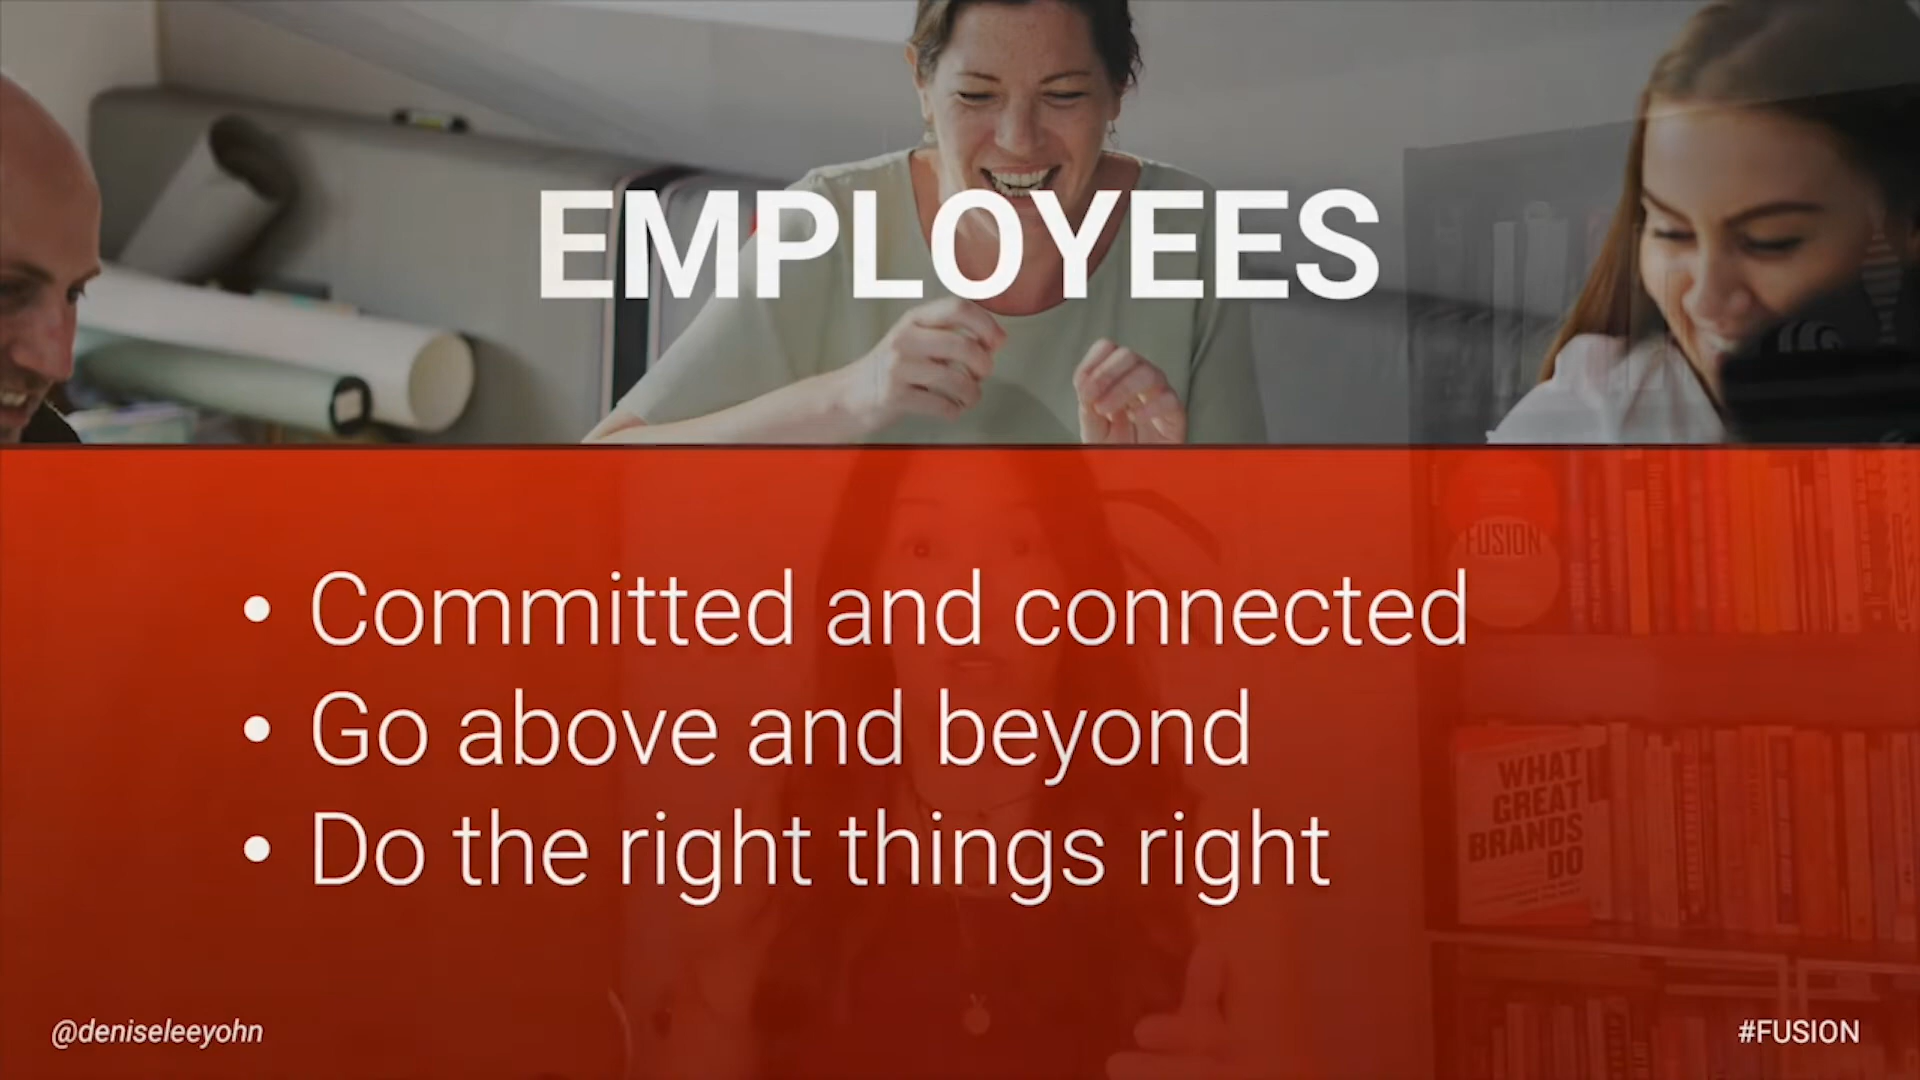 EMPLOYEES
• Committed and connected
• Go above and beyond
• Do the right things right
FUSION
WHAT
GREAT
BRANDS
DO
@deniseleeyohn
#FUSION